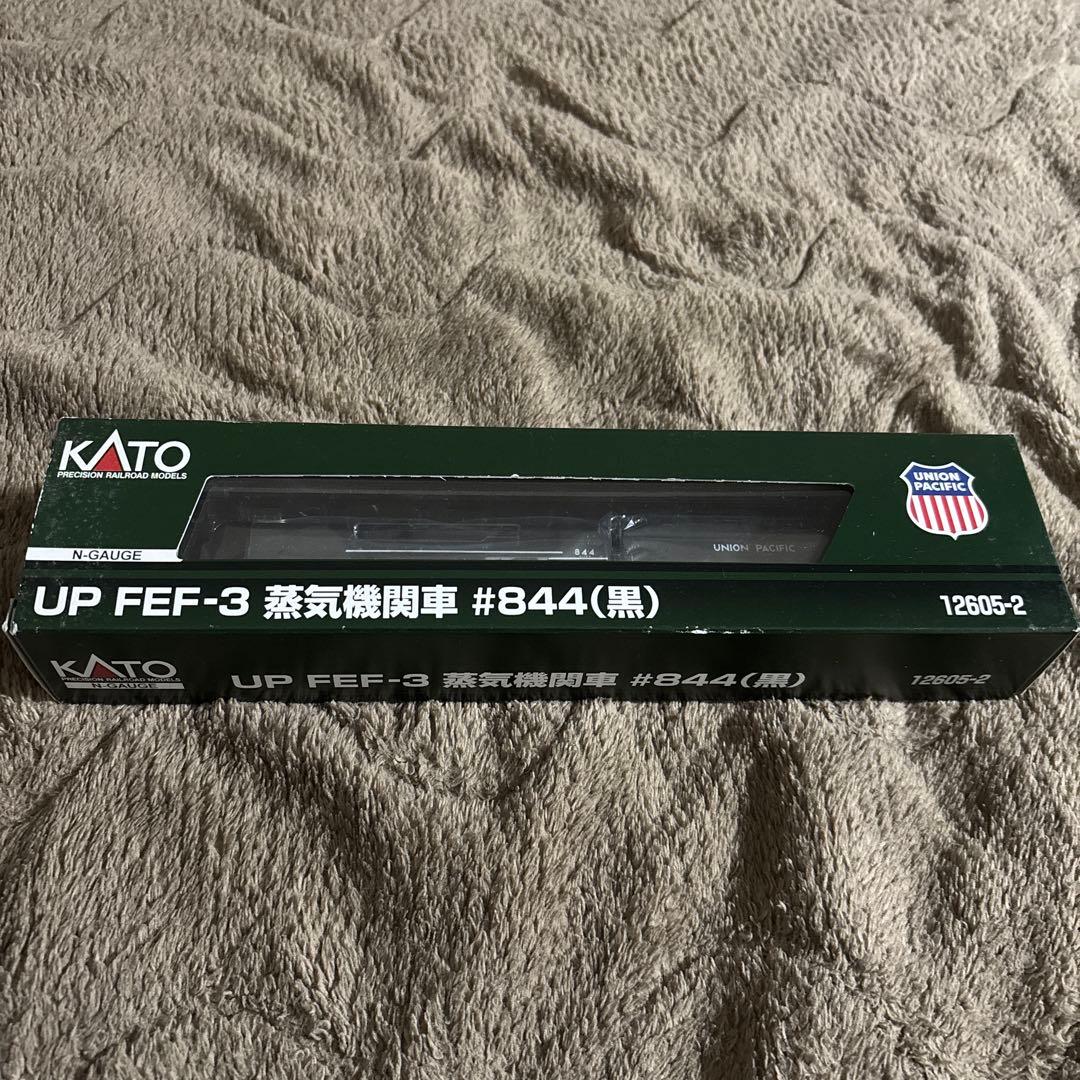 KATO
PRECISION RAILROAD MODELS
N-GAUGE
UNION PACIFIC
844
UNION PACIFIC
UP FEF-3 蒸気機関車 #844(黒)
12605-2
KATO
PRECISION RAILROAD MODELS
N-GAUGE
UP FEF-3 蒸気機関車 #844(黒)
12605-2